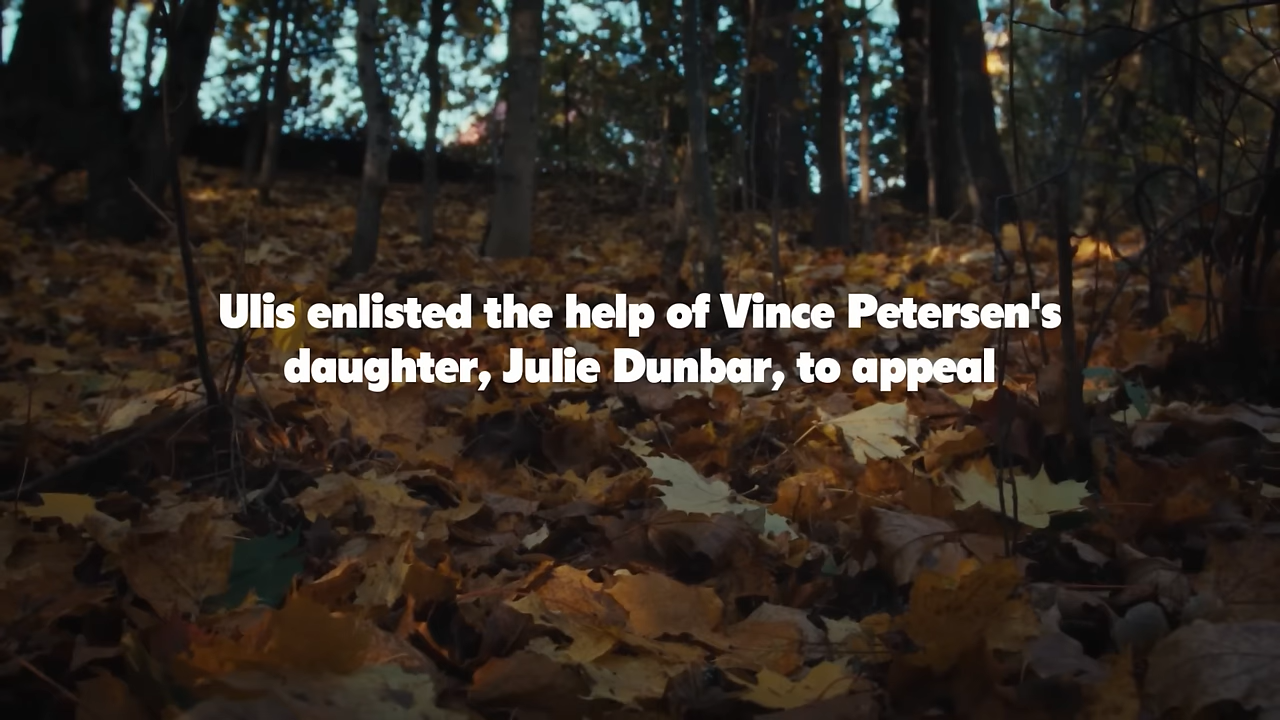 Ulis enlisted the help of Vince Petersen's
daughter, Julie Dunbar, to appeal